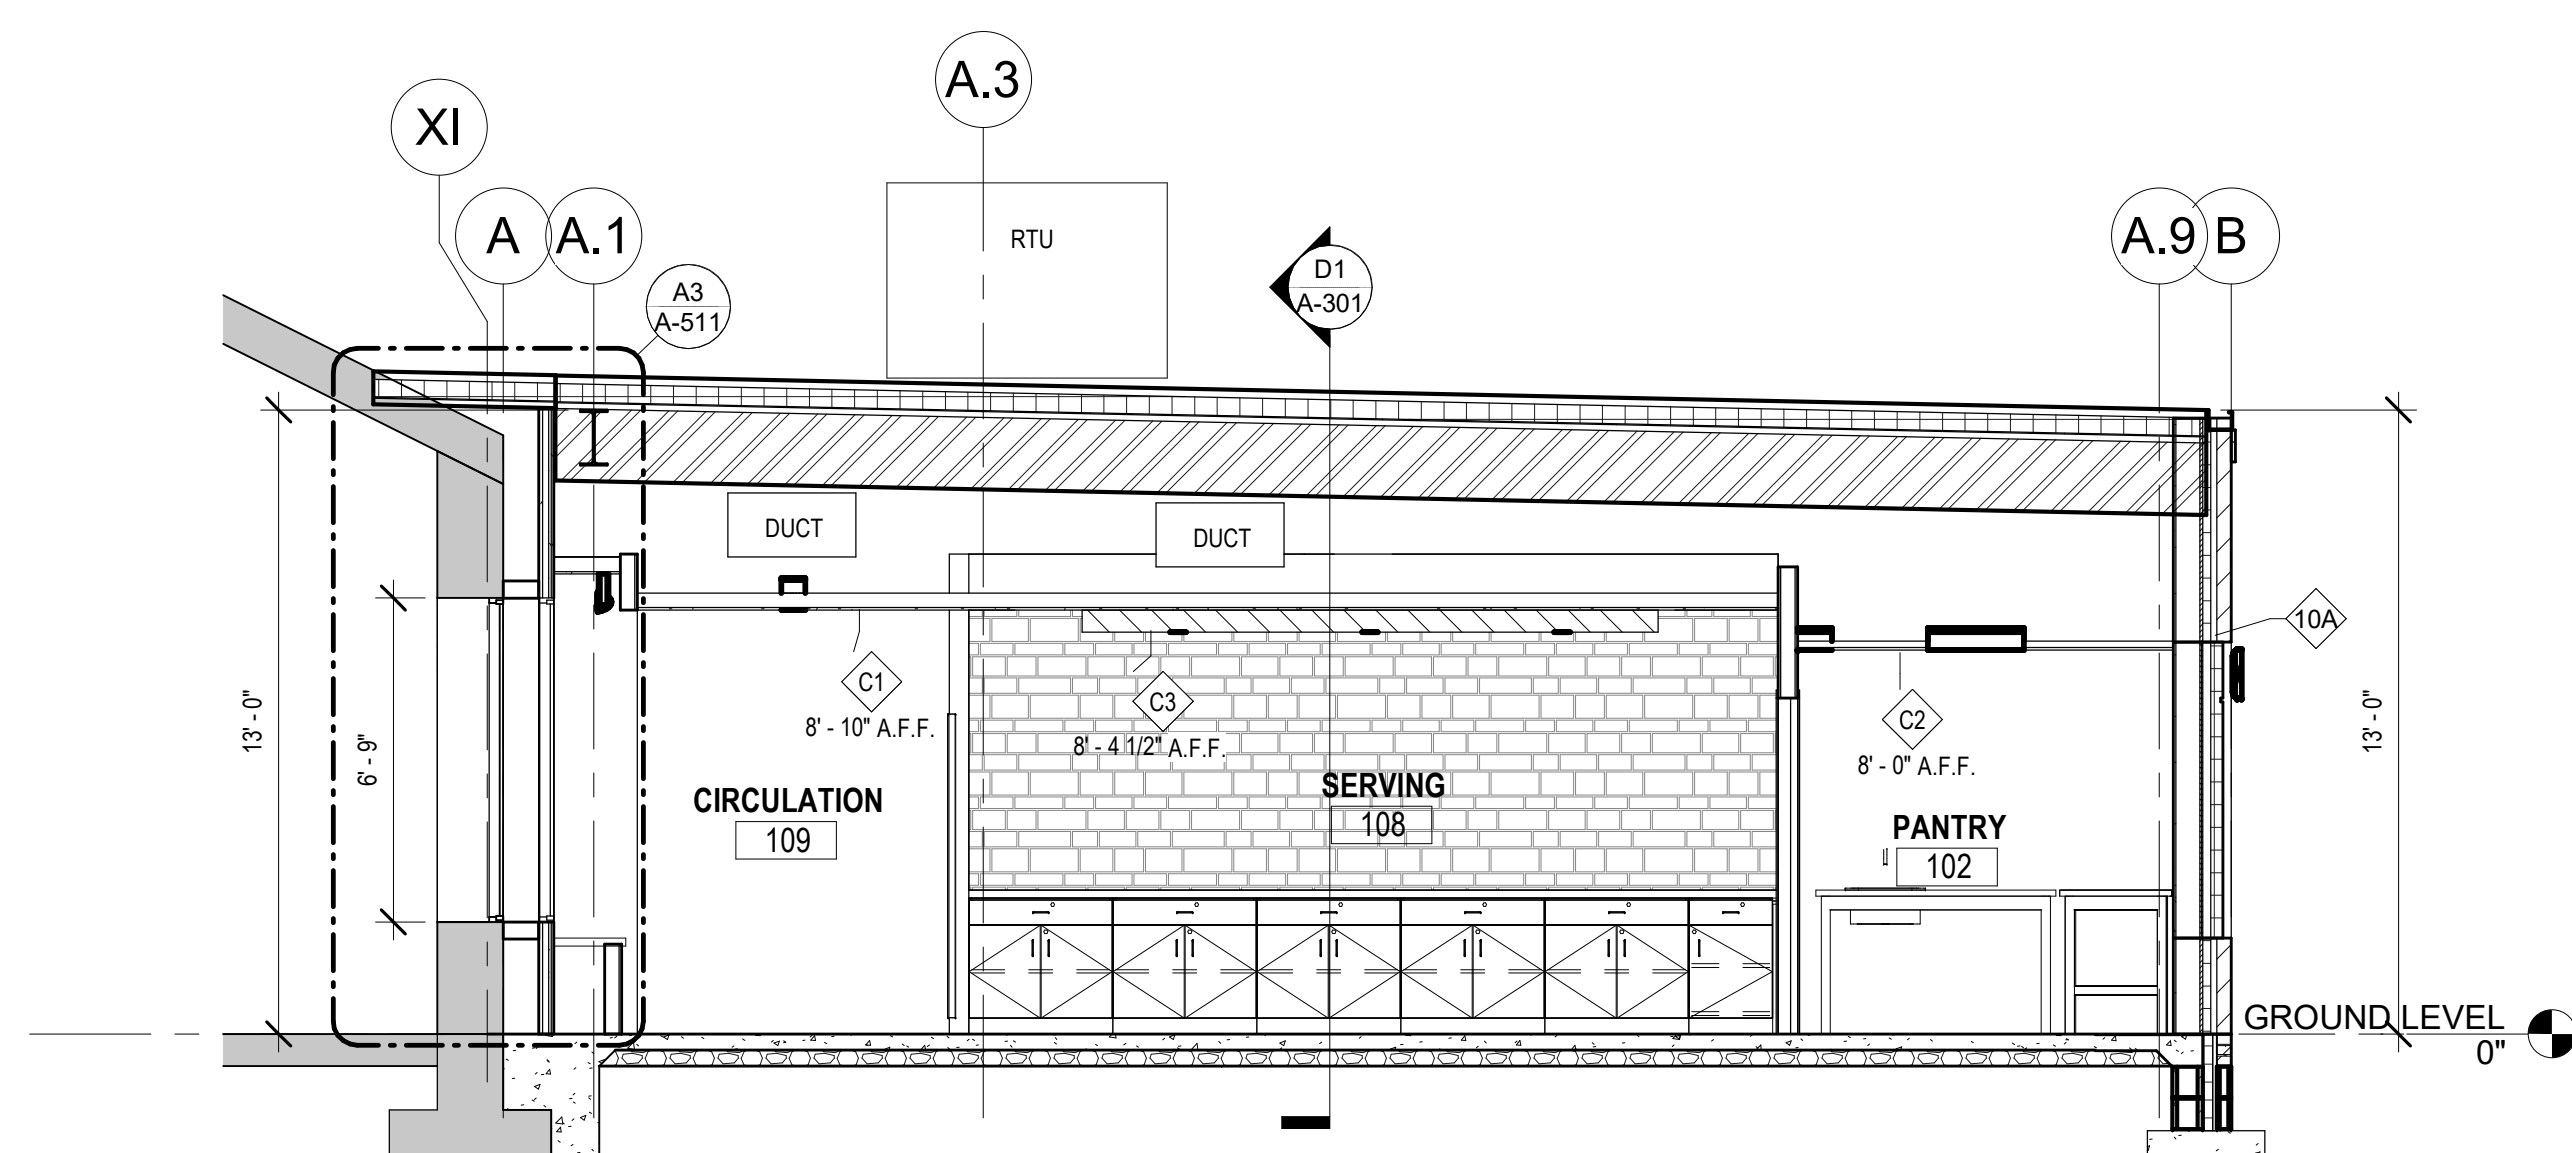 A.3
XI
A
A.1
A.9
B
RTU
D1
A-301
A3
A-511
DUCT
DUCT
10A
C1
8' - 10" A.F.F.
C3
8' - 4 1/2" A.F.F.
C2
8' - 0" A.F.F.
13' - 0"
6' - 9"
13' - 0"
CIRCULATION
109
SERVING
108
PANTRY
102
GROUND LEVEL
0"